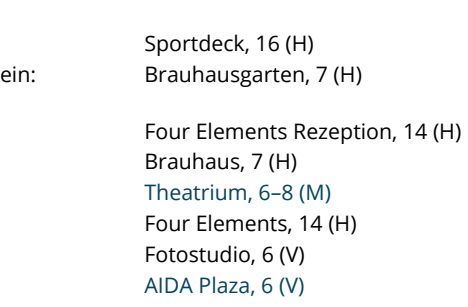 Sportdeck, 16 (H)
ein: Brauhausgarten, 7 (H)
Four Elements Rezeption, 14 (H)
Brauhaus, 7 (H)
Theatrium, 6–8 (M)
Four Elements, 14 (H)
Fotostudio, 6 (V)
AIDA Plaza, 6 (V)